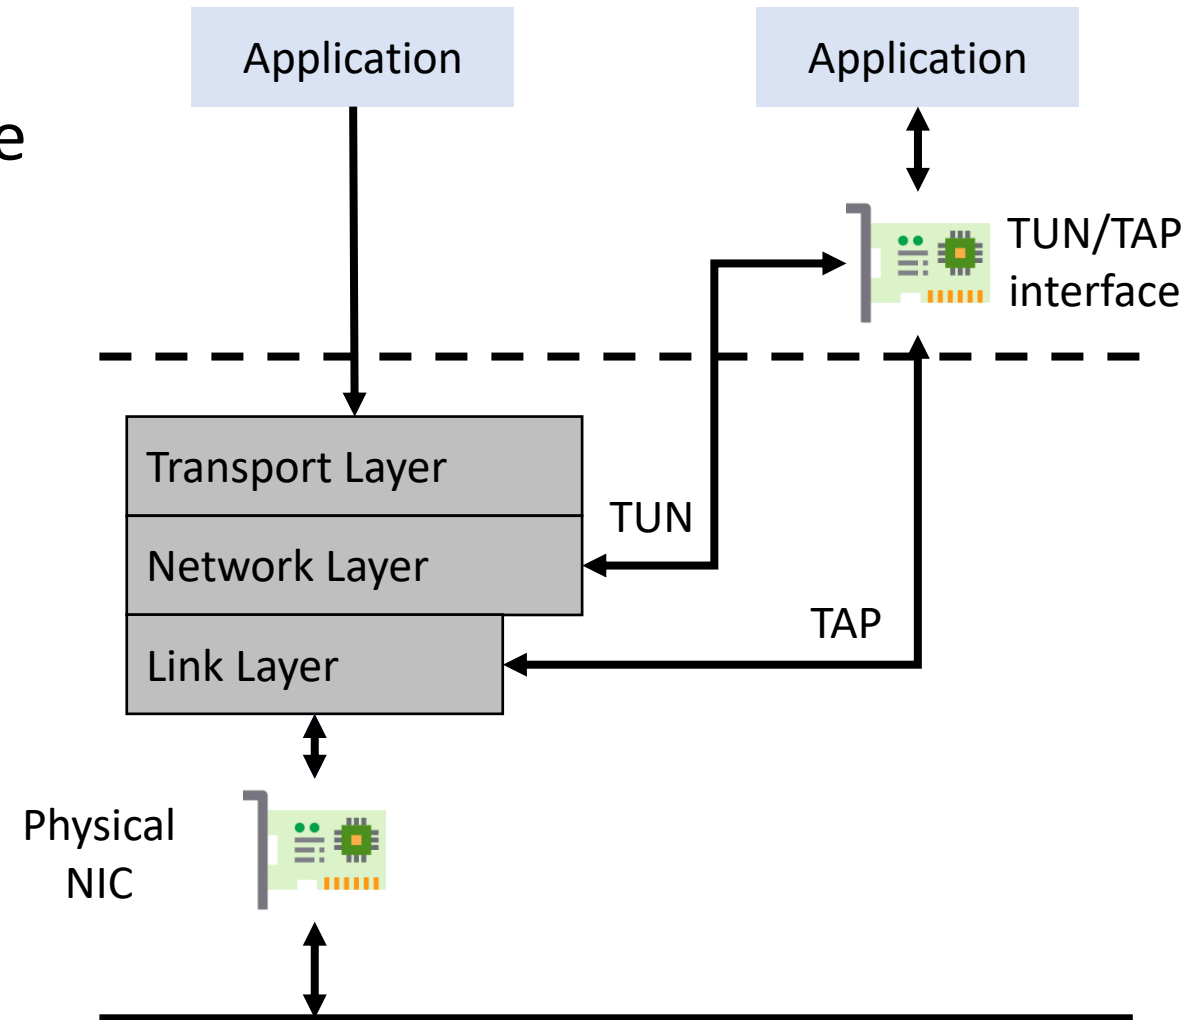 Application
Application
e
TUN/TAP
interface
Transport Layer
TUN
Network Layer
TAP
Link Layer
Physical
NIC